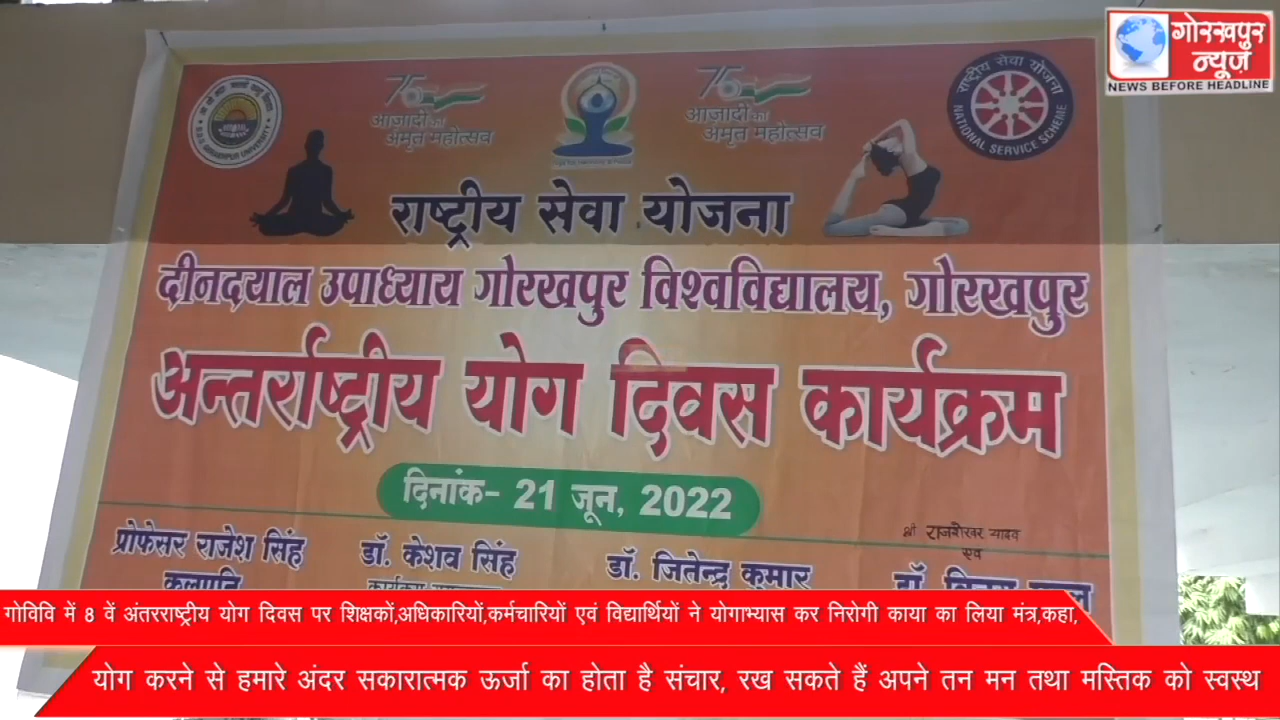 गोरखपुर
न्यूज़
NEWS BEFORE HEADLINE
75
आज़ादी का
अमृत महोत्सव
75
आज़ादी का
अमृत महोत्सव
राष्ट्रीय सेवा योजना
NATIONAL SERVICE SCHEME
राष्ट्रीय सेवा योजना
दीनदयाल उपाध्याय गोरखपुर विश्वविद्यालय, गोरखपुर
अन्तर्राष्ट्रीय योग दिवस कार्यक्रम
दिनांक- 21 जून, 2022
श्री राजशेखर यादव
एवं
प्रोफेसर राजेश सिंह डॉ. केशव सिंह डॉ. जितेन्द्र कुमार डॉ.
कुलपति
गोविवि में 8 वें अंतरराष्ट्रीय योग दिवस पर शिक्षकों,अधिकारियों,कर्मचारियों एवं विद्यार्थियों ने योगाभ्यास कर निरोगी काया का लिया मंत्र,कहा,
योग करने से हमारे अंदर सकारात्मक ऊर्जा का होता है संचार, रख सकते हैं अपने तन मन तथा मस्तिक को स्वस्थ